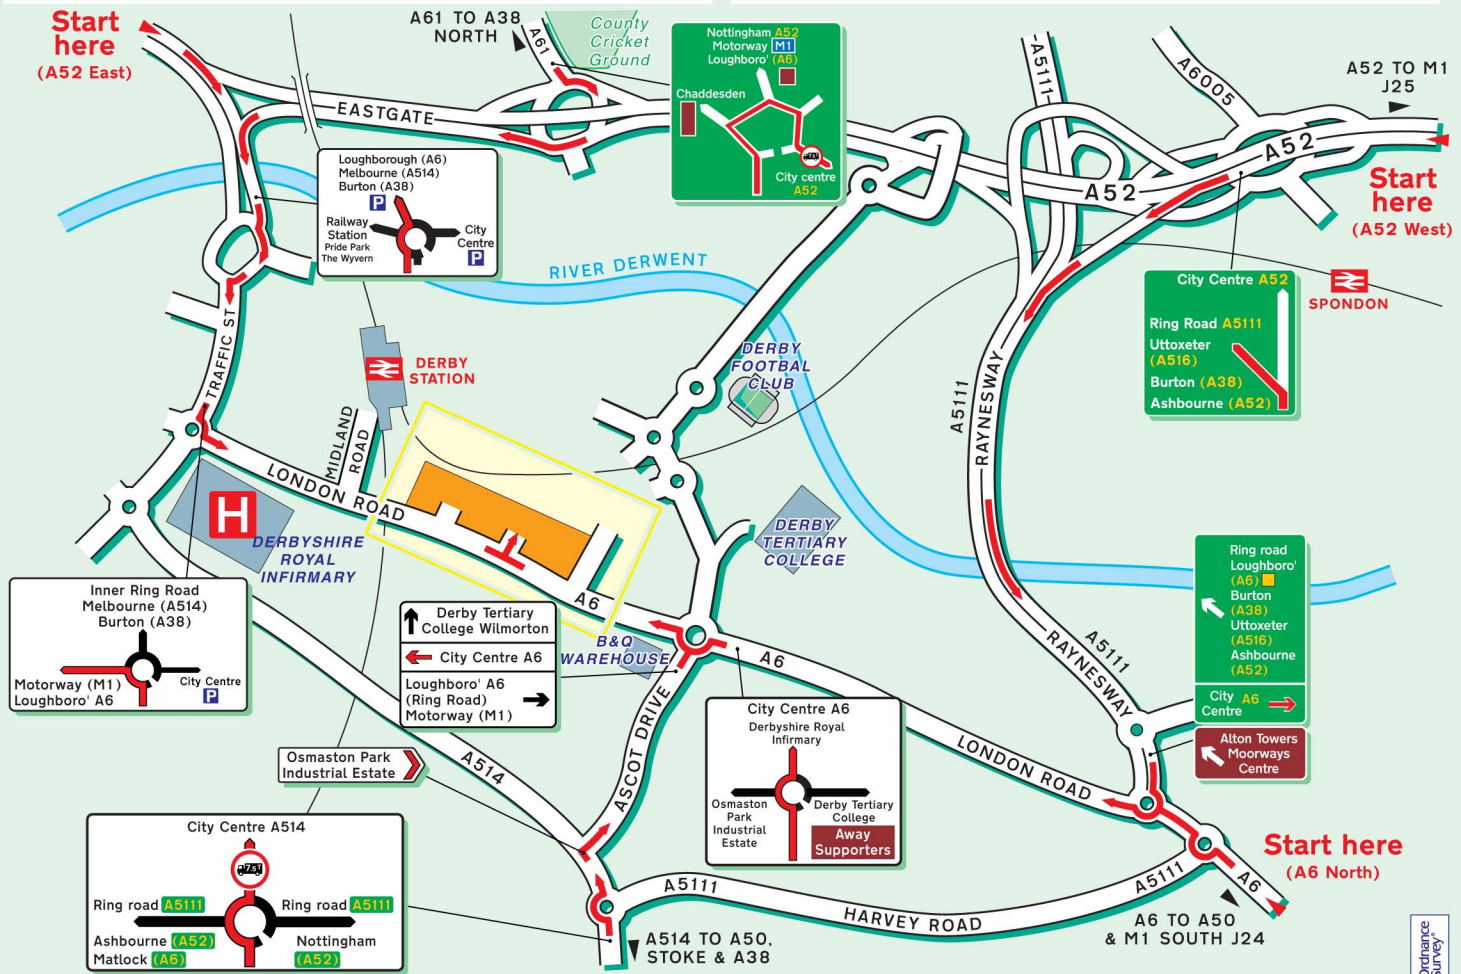 Start
here
(A52 East)
A61 TO A38
NORTH
A61
County
Cricket
Ground
Nottingham A52
Motorway M1
Loughboro' (A6)
Chaddesden
7.5T
City centre
A52
A5111
A6005
A52 TO M1
J25
A52
Start
here
(A52 West)
EASTGATE
A52
Loughborough (A6)
Melbourne (A514)
Burton (A38)
P
Railway
Station
Pride Park
The Wyvern
City
Centre
P
RIVER DERWENT
City Centre A52
Ring Road A5111
Uttoxeter
(A516)
Burton (A38)
Ashbourne (A52)
SPONDON
TRAFFIC ST
DERBY
STATION
DERBY
FOOTBAL
CLUB
A5111
RAYNESWAY
MIDLAND
ROAD
LONDON ROAD
H
DERBYSHIRE
ROYAL
INFIRMARY
DERBY
TERTIARY
COLLEGE
A6
Ring road
Loughboro'
(A6)
Burton
(A38)
Uttoxeter
(A516)
Ashbourne
(A52)
City
Centre
A6
Alton Towers
Moorways
Centre
Inner Ring Road
Melbourne (A514)
Burton (A38)
Motorway (M1)
Loughboro' A6
City Centre
P
Derby Tertiary
College Wilmorton
City Centre A6
Loughboro' A6
(Ring Road)
Motorway (M1)
B&Q
WAREHOUSE
A6
A5111
RAYNESWAY
City Centre A6
Derbyshire Royal
Infirmary
Osmaston
Park
Industrial
Estate
Derby Tertiary
College
Away
Supporters
LONDON ROAD
ASCOT DRIVE
A514
Osmaston Park
Industrial Estate
City Centre A514
7.5T
Ring road A5111
Ring road A5111
Ashbourne (A52)
Matlock (A6)
Nottingham
(A52)
A5111
HARVEY ROAD
A5111
A6
Start here
(A6 North)
A514 TO A50,
STOKE & A38
A6 TO A50
& M1 SOUTH J24
Ordnance
Survey®